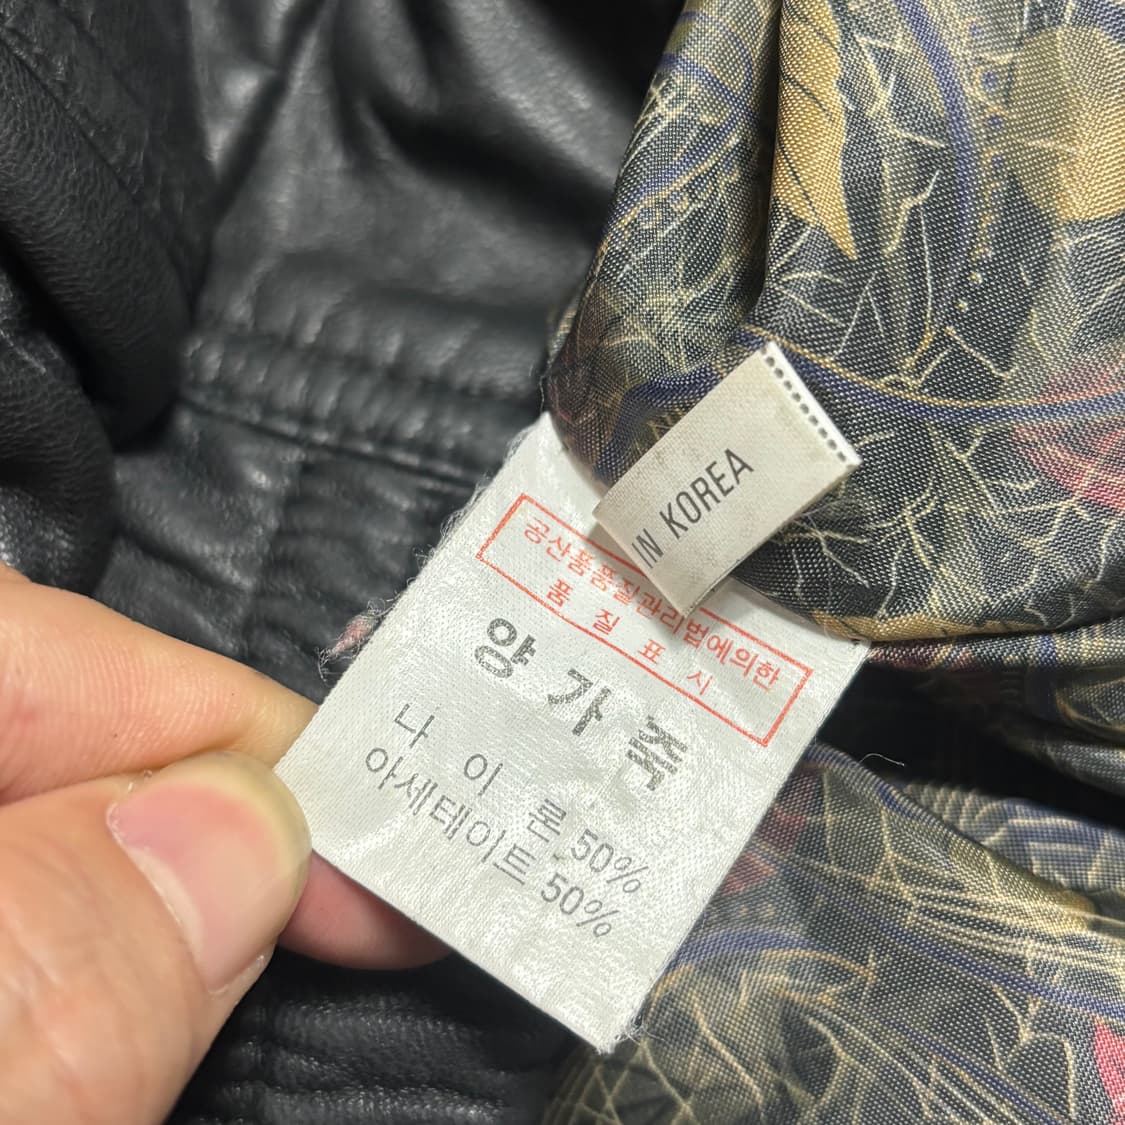 IN KOREA
공산품품질관리법에의한
품 질 표 시
양 가 죽
나 이 론 50%
아세테이트 50%